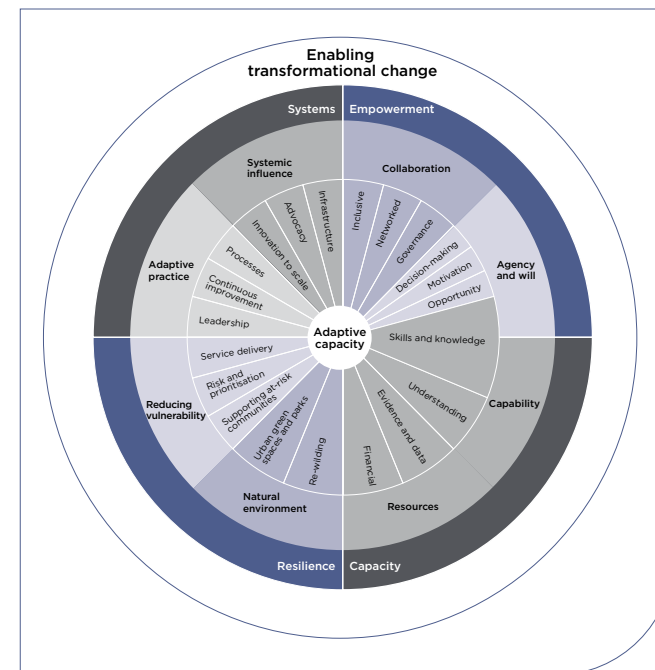 Enabling
transformational change
Systems
Empowerment
Systemic
influence
Collaboration
Infrastructure
Advocacy
Innovation to scale
Inclusive
Networked
Governance
Decision-making
Motivation
Opportunity
Agency
and will
Adaptive
practice
Processes
Continuous
improvement
Leadership
Adaptive
capacity
Skills and knowledge
Understanding
Capability
Service delivery
Risk and
prioritisation
Supporting at-risk
communities
Reducing
vulnerability
Urban green
spaces and parks
Re-wilding
Natural
environment
Evidence and data
Financial
Resources
Resilience
Capacity